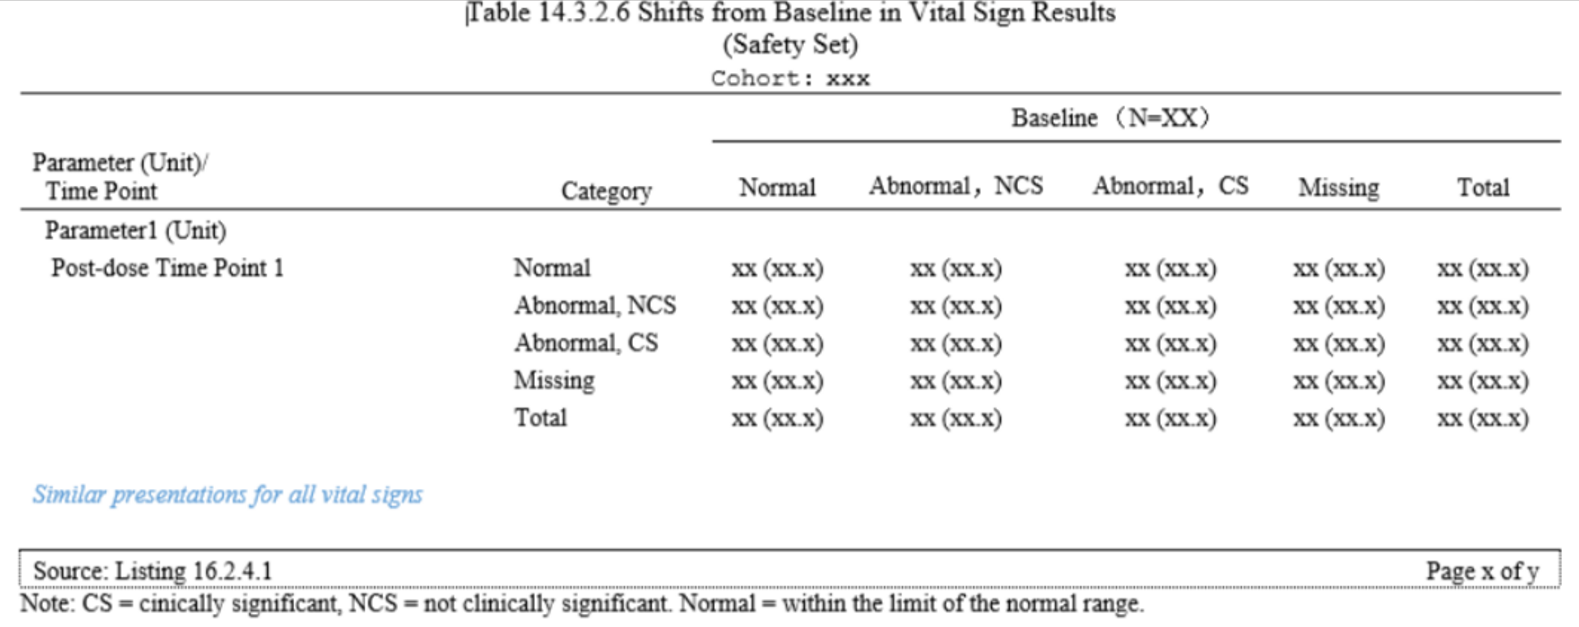 Table 14.3.2.6 Shifts from Baseline in Vital Sign Results
(Safety Set)
Cohort: xxx
Baseline （N=XX）
Parameter (Unit)/
Time Point Category Normal Abnormal，NCS Abnormal，CS Missing Total
Parameter1 (Unit)
Post-dose Time Point 1 Normal xx (xx.x) xx (xx.x) xx (xx.x) xx (xx.x) xx (xx.x)
Abnormal, NCS xx (xx.x) xx (xx.x) xx (xx.x) xx (xx.x) xx (xx.x)
Abnormal, CS xx (xx.x) xx (xx.x) xx (xx.x) xx (xx.x) xx (xx.x)
Missing xx (xx.x) xx (xx.x) xx (xx.x) xx (xx.x) xx (xx.x)
Total xx (xx.x) xx (xx.x) xx (xx.x) xx (xx.x) xx (xx.x)
Similar presentations for all vital signs
Source: Listing 16.2.4.1 Page x of y
Note: CS = cinically significant, NCS = not clinically significant. Normal = within the limit of the normal range.